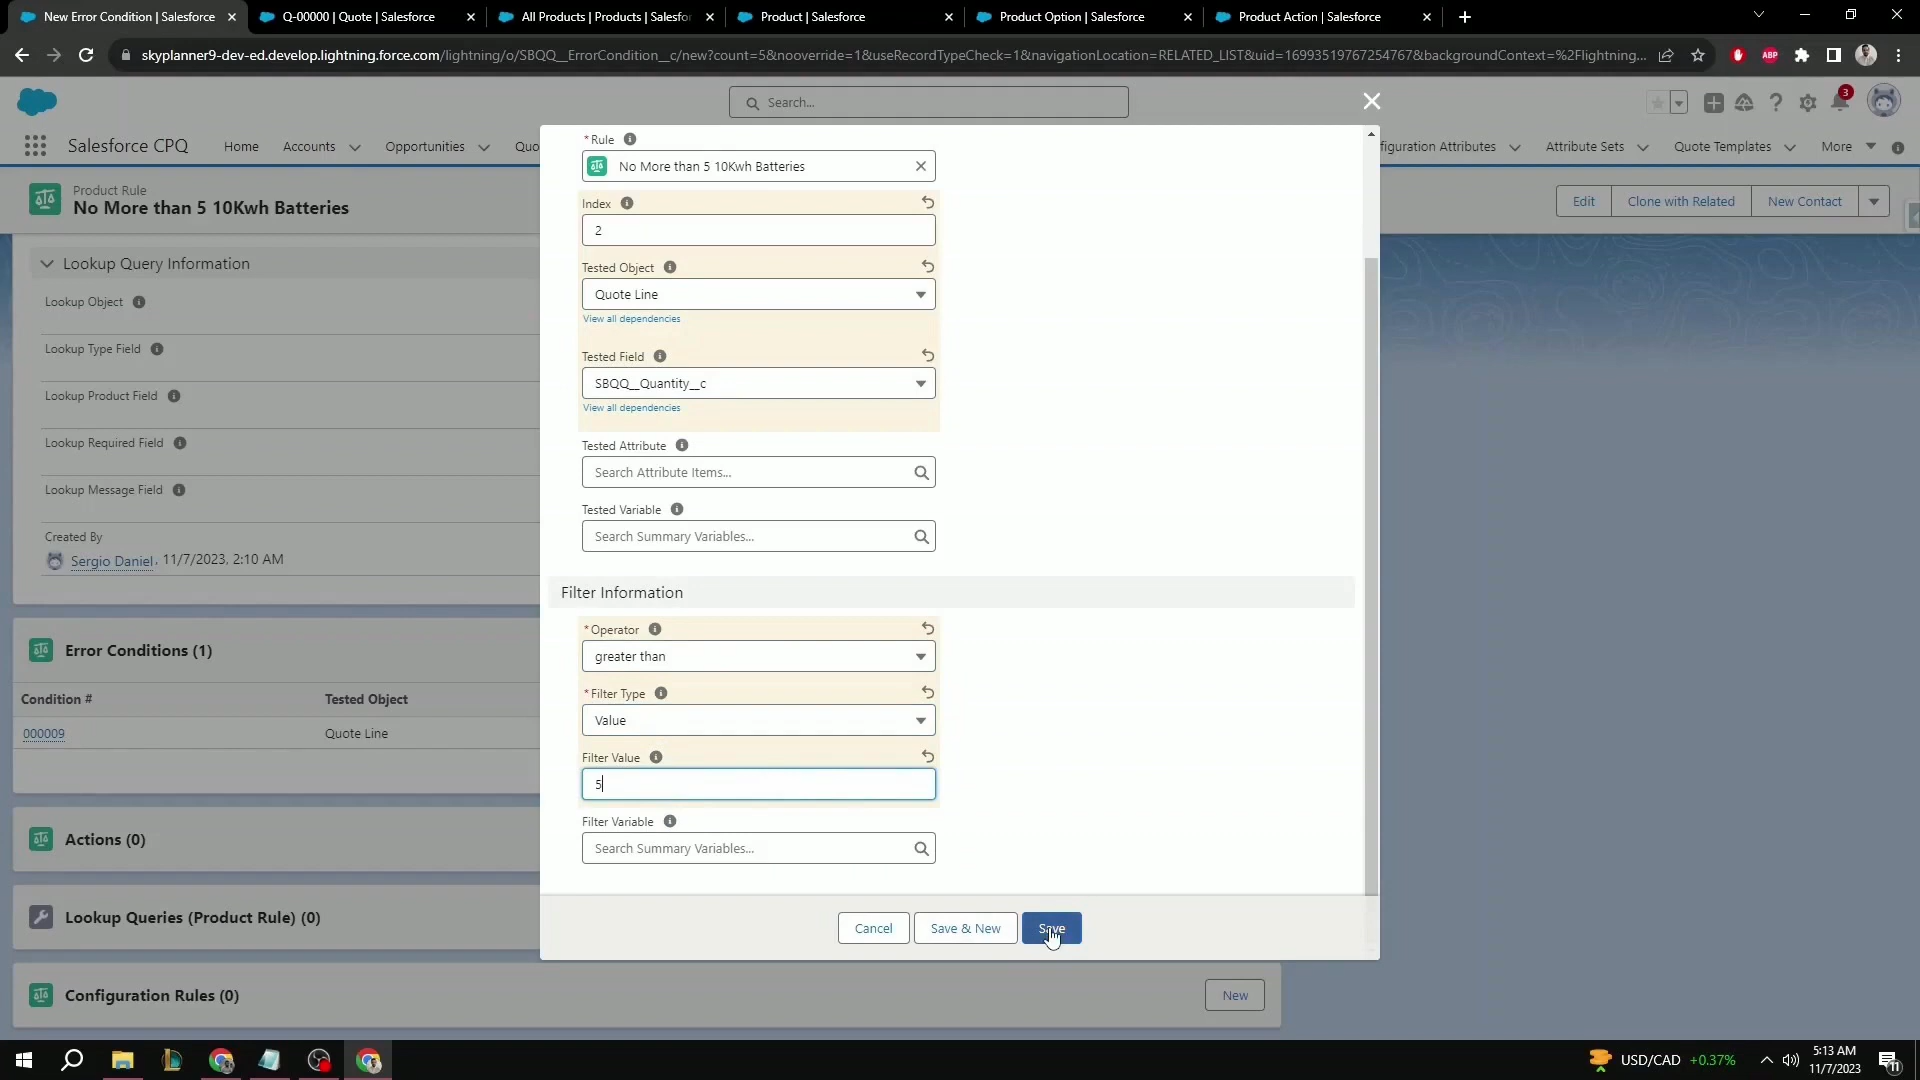 New Error Condition | Salesforce
Q-00000 | Quote | Salesforce
All Products | Products | Salesfor
Product | Salesforce
Product Option | Salesforce
Product Action | Salesforce
skyplanner9-dev-ed.develop.lightning.force.com/lightning/o/SBQQ__ErrorCondition__c/new?count=5&nooverride=1&useRecordTypeCheck=1&navigationLocation=RELATED_LIST&uid=16993519767254767&backgroundContext=%2Flightning...
ABP
Search...
3
Salesforce CPQ
Home
Accounts
Opportunities
Quo
figuration Attributes
Attribute Sets
Quote Templates
More
Product Rule
No More than 5 10Kwh Batteries
Edit
Clone with Related
New Contact
Lookup Query Information
Lookup Object
Lookup Type Field
Lookup Product Field
Lookup Required Field
Lookup Message Field
Created By
Sergio Daniel, 11/7/2023, 2:10 AM
Error Conditions (1)
Condition #
Tested Object
000009
Quote Line
Actions (0)
Lookup Queries (Product Rule) (0)
Configuration Rules (0)
New
*Rule
No More than 5 10Kwh Batteries
Index
2
Tested Object
Quote Line
View all dependencies
Tested Field
SBQQ__Quantity__c
View all dependencies
Tested Attribute
Search Attribute Items...
Tested Variable
Search Summary Variables...
Filter Information
*Operator
greater than
*Filter Type
Value
Filter Value
5
Filter Variable
Search Summary Variables...
Cancel
Save & New
Save
USD/CAD +0.37%
5:13 AM
11/7/2023
11